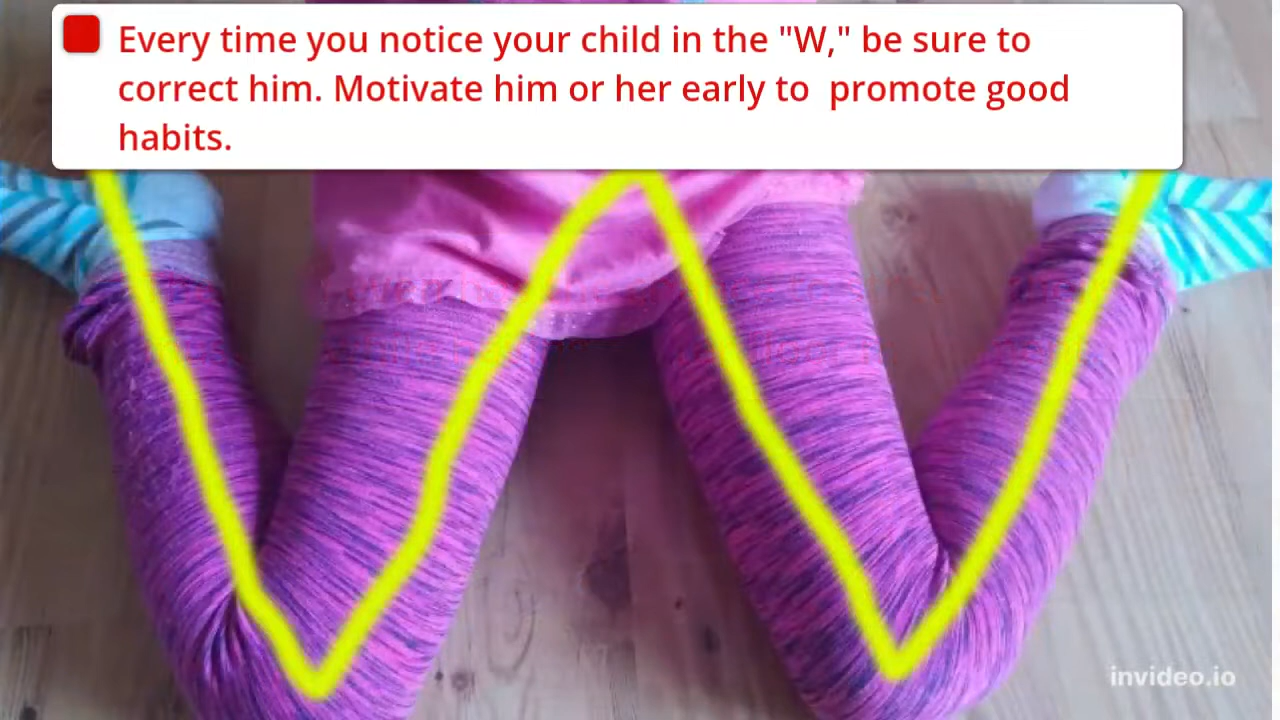 Every time you notice your child in the "W," be sure to
correct him. Motivate him or her early to  promote good
habits.
invideo.io